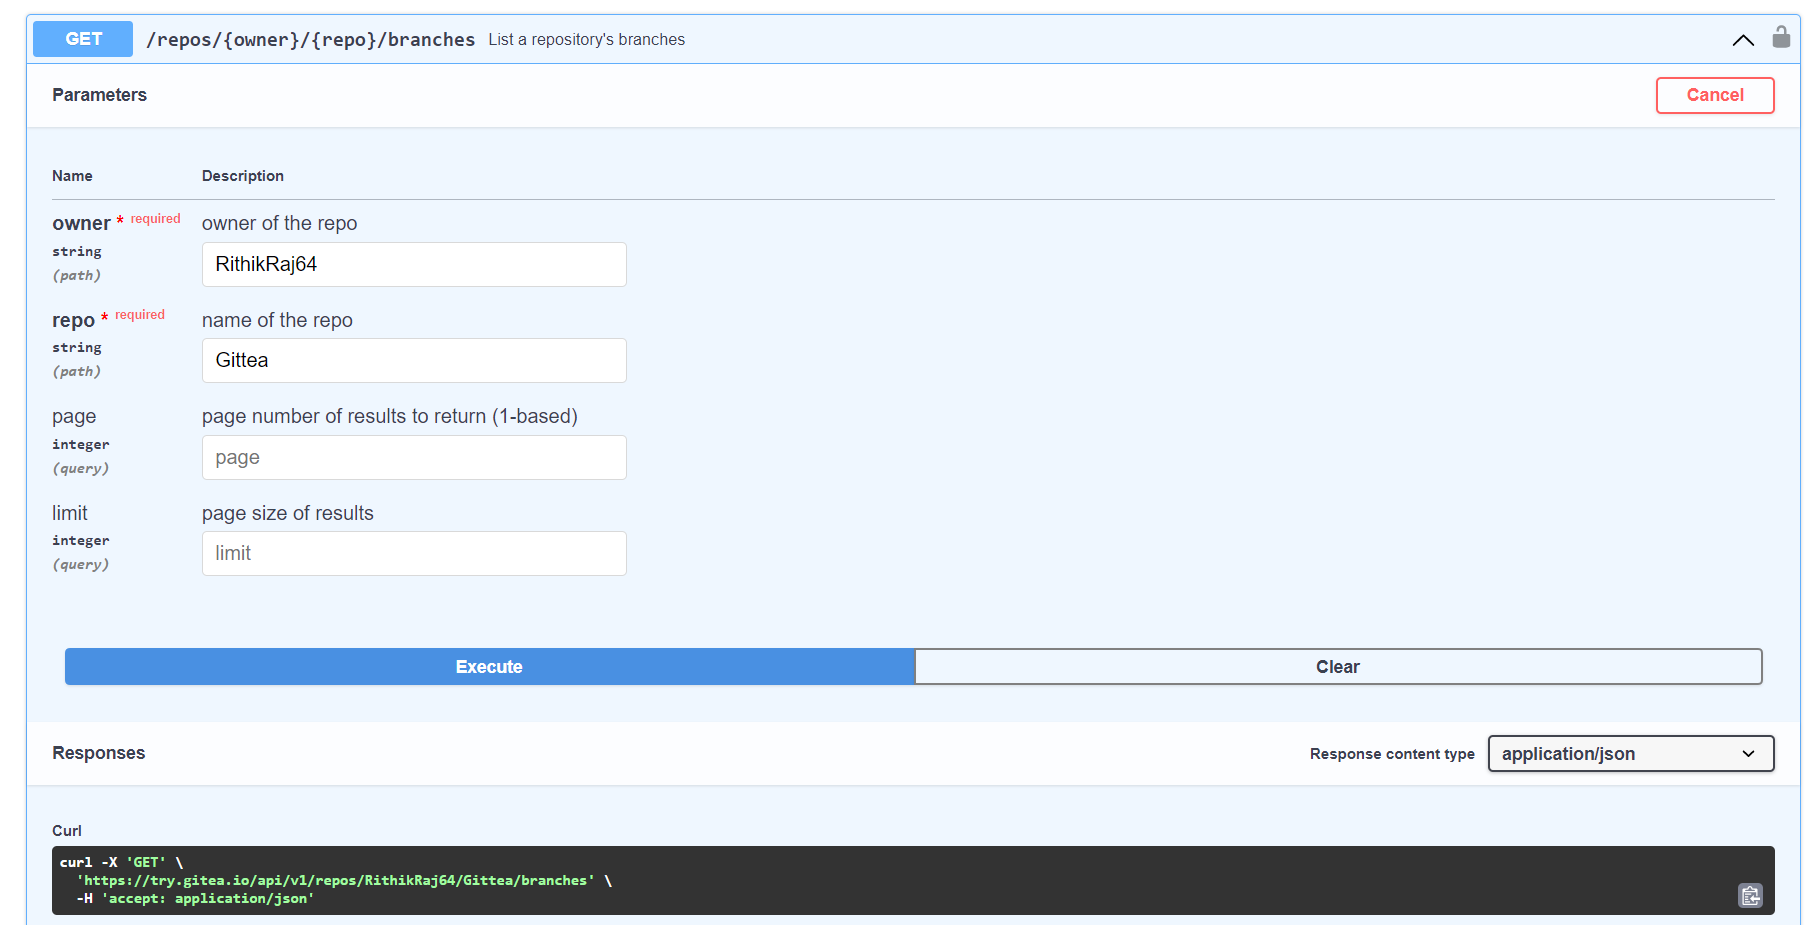 GET /repos/{owner}/{repo}/branches List a repository's branches
Parameters
Cancel
Name Description
owner * required owner of the repo
string
(path)
RithikRaj64
repo * required name of the repo
string
(path)
Gittea
page page number of results to return (1-based)
integer
(query)
page
limit page size of results
integer
(query)
limit
Execute Clear
Responses Response content type application/json
Curl
curl -X 'GET' \
'https://try.gitea.io/api/v1/repos/RithikRaj64/Gittea/branches' \
-H 'accept: application/json'